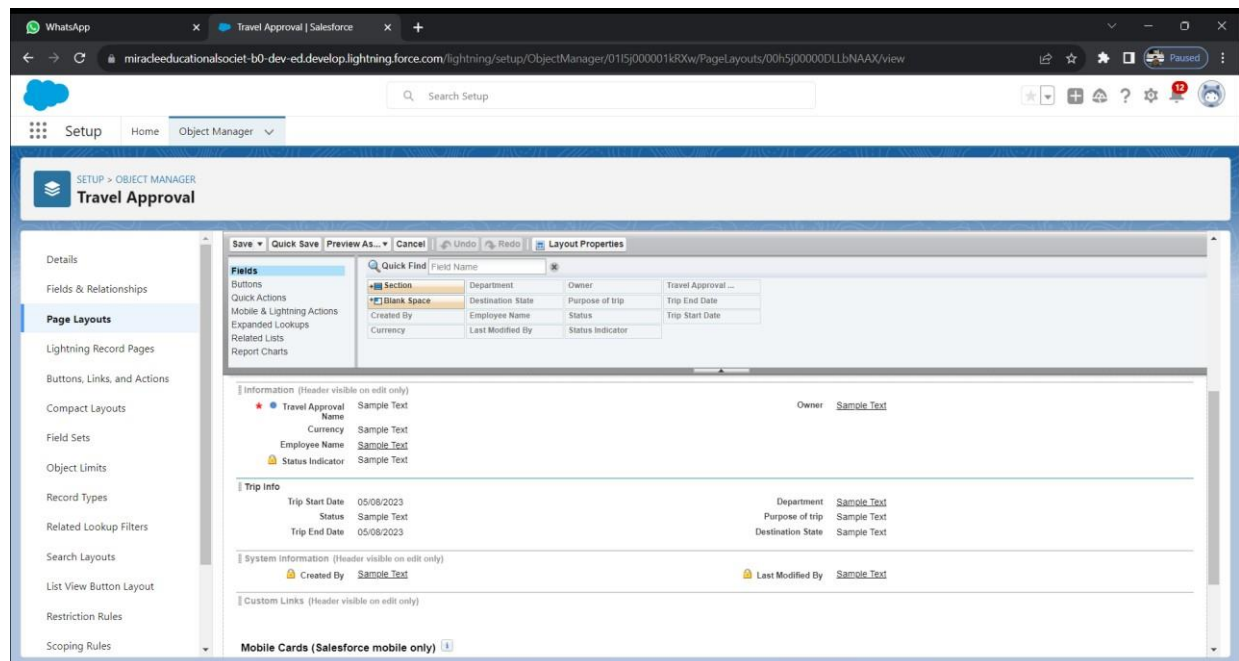 WhatsApp
Travel Approval | Salesforce
miracleeducationalsociet-b0-dev-ed.develop.lightning.force.com/lightning/setup/ObjectManager/01I5j000001kRXw/PageLayouts/00h5j00000DLLbNAAX/view
Paused
Search Setup
12
Setup Home Object Manager
SETUP > OBJECT MANAGER
Travel Approval
Details
Fields & Relationships
Page Layouts
Lightning Record Pages
Buttons, Links, and Actions
Compact Layouts
Field Sets
Object Limits
Record Types
Related Lookup Filters
Search Layouts
List View Button Layout
Restriction Rules
Scoping Rules
Save Quick Save Preview As... Cancel Undo Redo Layout Properties
Fields
Buttons
Quick Actions
Mobile & Lightning Actions
Expanded Lookups
Related Lists
Report Charts
Quick Find Field Name
Section Department Owner Travel Approval ...
Blank Space Destination State Purpose of trip Trip End Date
Created By Employee Name Status Trip Start Date
Currency Last Modified By Status Indicator
Information (Header visible on edit only)
Travel Approval Name Sample Text Owner Sample Text
Currency Sample Text
Employee Name Sample Text
Status Indicator Sample Text
Trip Info
Trip Start Date 05/08/2023 Department Sample Text
Status Sample Text Purpose of trip Sample Text
Trip End Date 05/08/2023 Destination State Sample Text
System Information (Header visible on edit only)
Created By Sample Text Last Modified By Sample Text
Custom Links (Header visible on edit only)
Mobile Cards (Salesforce mobile only)